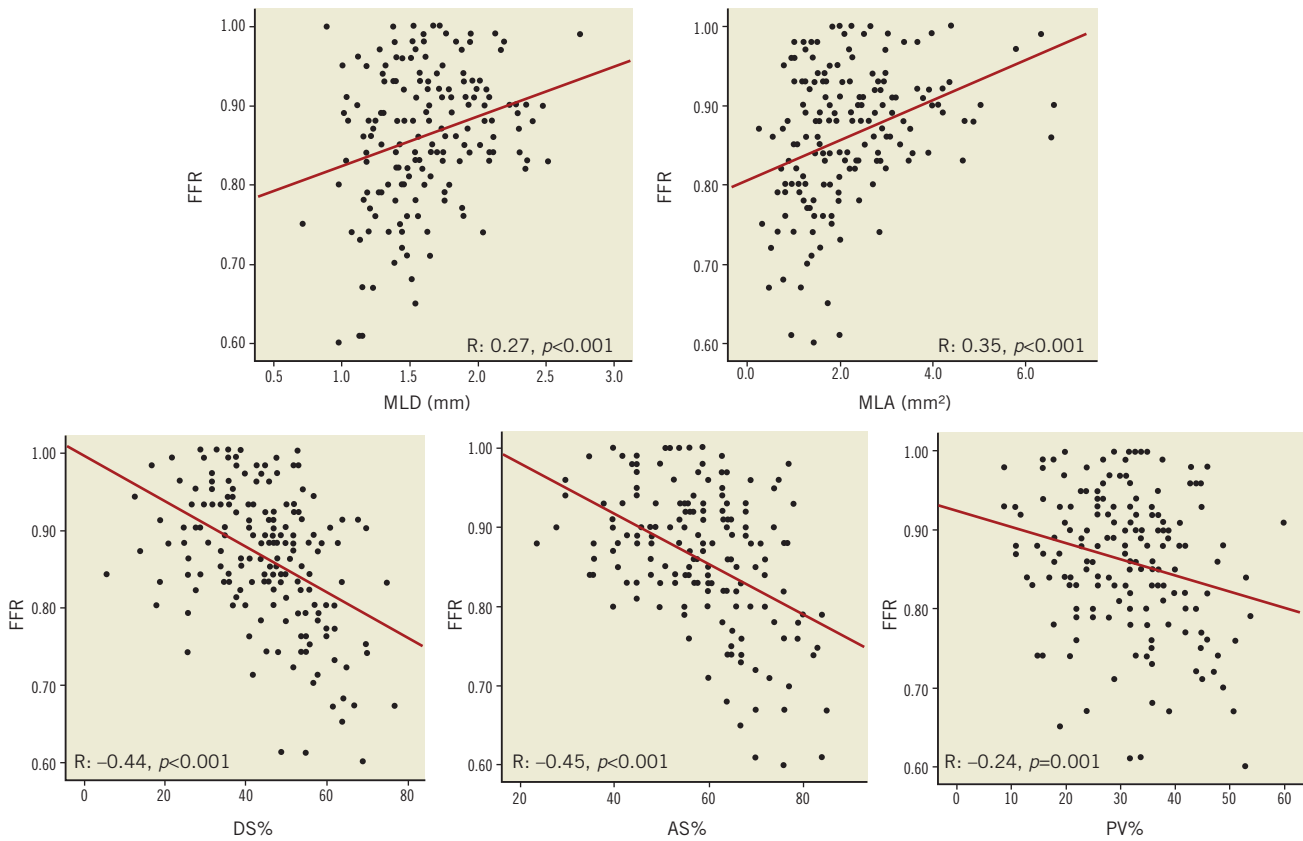 FFR
1.00
0.90
0.80
0.70
0.60
R: 0.27, p<0.001
0.5 1.0 1.5 2.0 2.5 3.0
MLD (mm)
FFR
1.00
0.90
0.80
0.70
0.60
R: 0.35, p<0.001
0.0 2.0 4.0 6.0
MLA (mm²)
FFR
1.00
0.90
0.80
0.70
0.60
R: –0.44, p<0.001
0 20 40 60 80
DS%
FFR
1.00
0.90
0.80
0.70
0.60
R: –0.45, p<0.001
20 40 60 80
AS%
FFR
1.00
0.90
0.80
0.70
0.60
R: –0.24, p=0.001
0 10 20 30 40 50 60
PV%